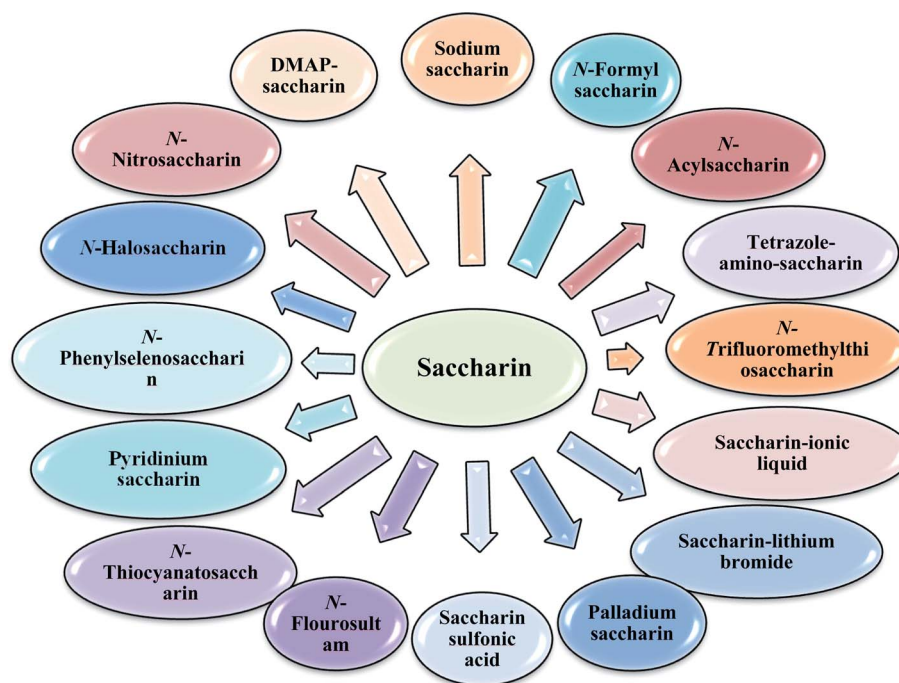 Sodium
saccharin
DMAP-
saccharin
N-Formyl
saccharin
N-
Nitrosaccharin
N-
Acylsaccharin
N-Halosaccharin
Tetrazole-
amino-saccharin
N-
Phenylselenosacchari
n
Saccharin
N-
Trifluoromethylthi
osaccharin
Pyridinium
saccharin
Saccharin-ionic
liquid
N-
Thiocyanatosacch
arin
Saccharin-lithium
bromide
N-
Flourosult
am
Saccharin
sulfonic
acid
Palladium
saccharin